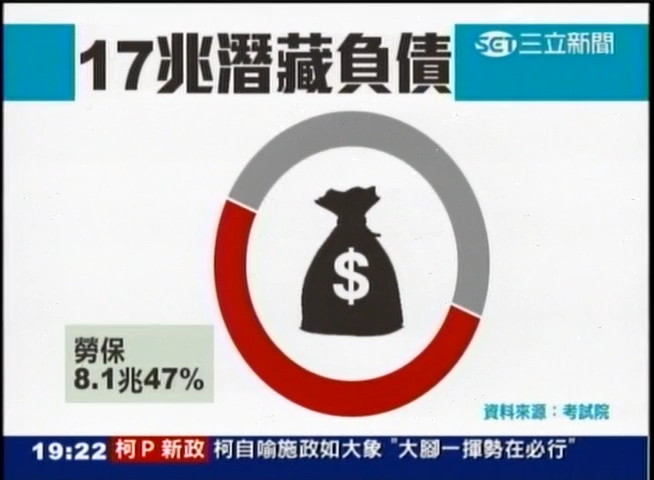 17兆潛藏負債
SET三立新聞
$
勞保
8.1兆47%
資料來源：考試院
19:22 柯P新政 柯自喻施政如大象 "大腳一揮勢在必行"